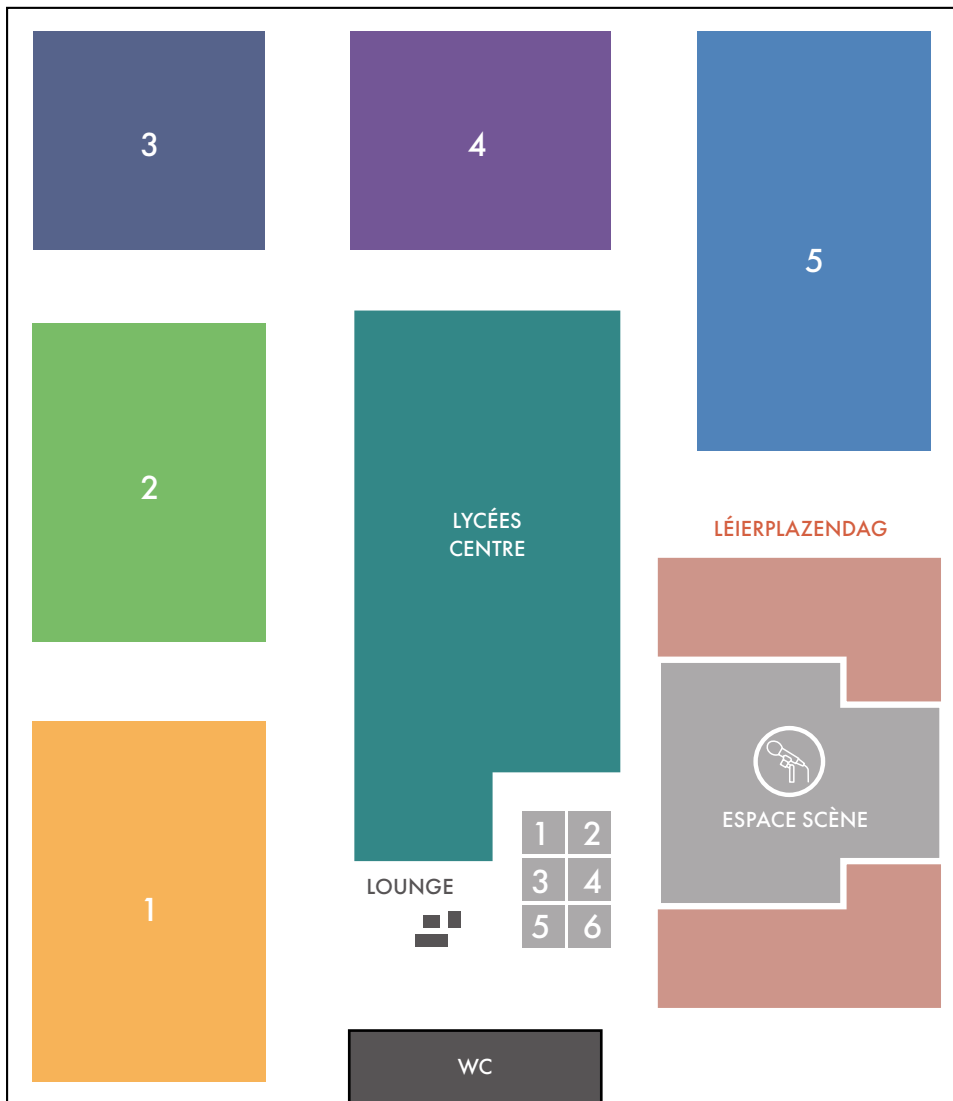 3
4
5
2
LYCÉES
CENTRE
LÉIERPLAZENDAG
1
ESPACE SCÈNE
1 2
3 4
5 6
LOUNGE
WC